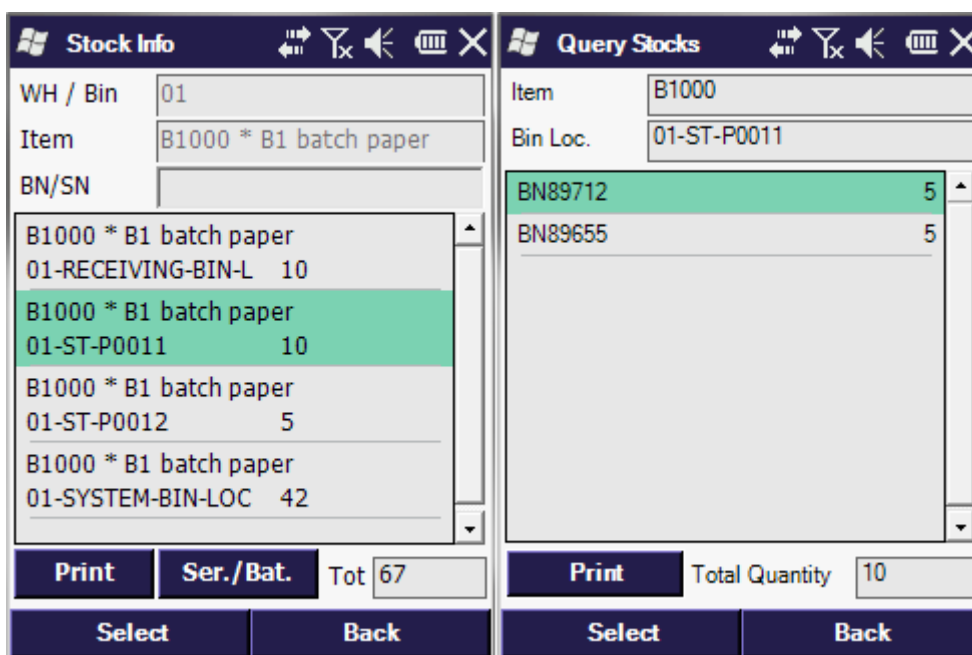 Stock Info
WH / Bin 01
Item B1000 * B1 batch paper
BN/SN
B1000 * B1 batch paper
01-RECEIVING-BIN-L 10
B1000 * B1 batch paper
01-ST-P0011 10
B1000 * B1 batch paper
01-ST-P0012 5
B1000 * B1 batch paper
01-SYSTEM-BIN-LOC 42
Print Ser./Bat. Tot 67
Select Back
Query Stocks
Item B1000
Bin Loc. 01-ST-P0011
BN89712 5
BN89655 5
Print Total Quantity 10
Select Back